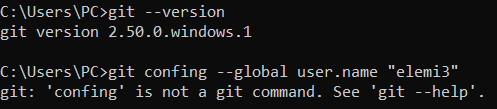 C:\Users\PC>git --version
git version 2.50.0.windows.1
C:\Users\PC>git confing --global user.name "elemi3"
git: 'confing' is not a git command. See 'git --help'.